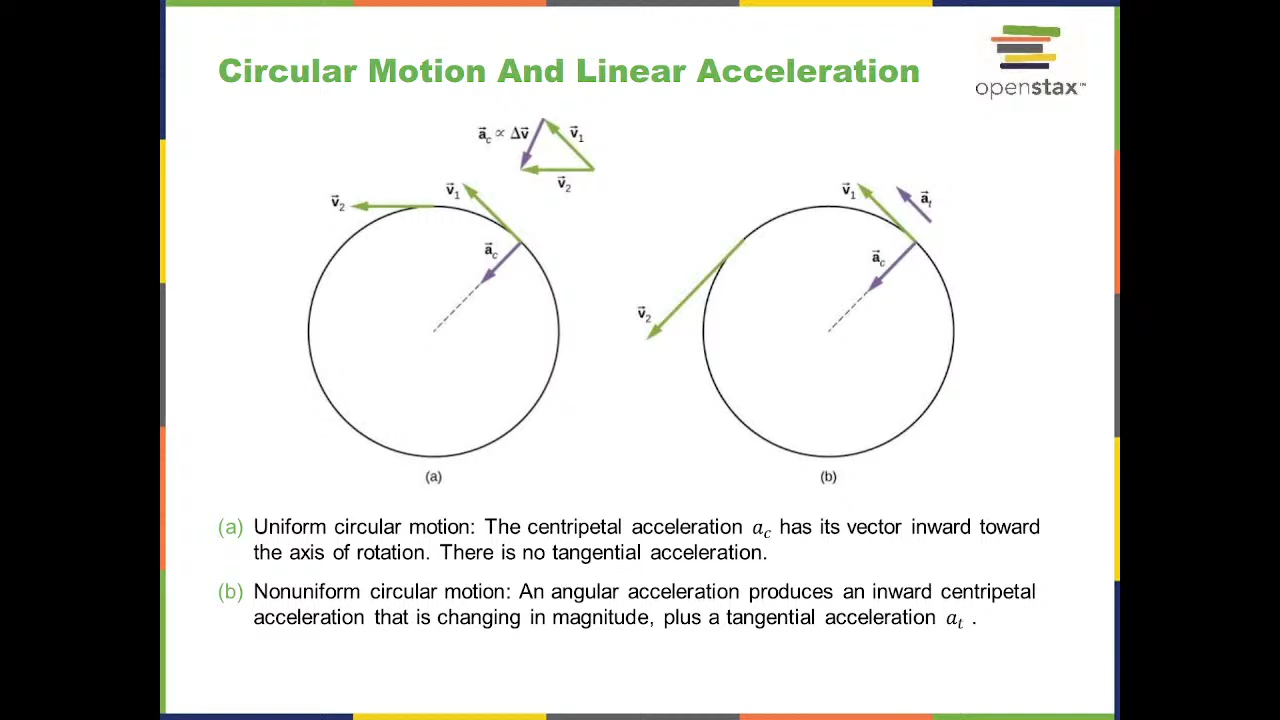 Circular Motion And Linear Acceleration
openstax™
a⃗c ∝ Δv⃗
v⃗1
v⃗2
v⃗2
v⃗1
a⃗c
(a)
v⃗1
a⃗t
a⃗c
v⃗2
(b)
(a) Uniform circular motion: The centripetal acceleration 𝑎𝑐 has its vector inward toward
the axis of rotation. There is no tangential acceleration.
(b) Nonuniform circular motion: An angular acceleration produces an inward centripetal
acceleration that is changing in magnitude, plus a tangential acceleration 𝑎𝑡 .